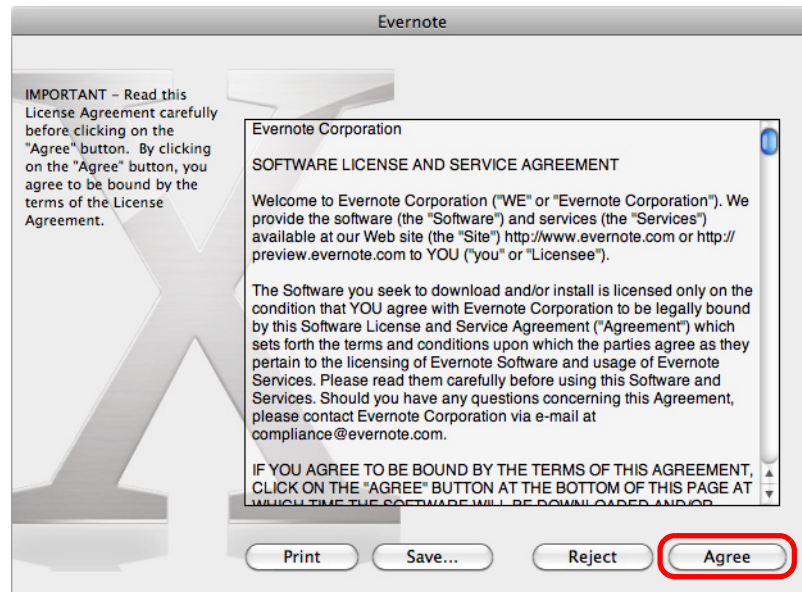 Evernote
IMPORTANT – Read this
License Agreement carefully
before clicking on the
"Agree" button.  By clicking
on the "Agree" button, you
agree to be bound by the
terms of the License
Agreement.
Evernote Corporation
SOFTWARE LICENSE AND SERVICE AGREEMENT
Welcome to Evernote Corporation ("WE" or "Evernote Corporation"). We
provide the software (the "Software") and services (the "Services")
available at our Web site (the "Site") http://www.evernote.com or http://
preview.evernote.com to YOU ("you" or "Licensee").
The Software you seek to download and/or install is licensed only on the
condition that YOU agree with Evernote Corporation to be legally bound
by this Software License and Service Agreement ("Agreement") which
sets forth the terms and conditions upon which the parties agree as they
pertain to the licensing of Evernote Software and usage of Evernote
Services. Please read them carefully before using this Software and
Services. Should you have any questions concerning this Agreement,
please contact Evernote Corporation via e-mail at
compliance@evernote.com.
IF YOU AGREE TO BE BOUND BY THE TERMS OF THIS AGREEMENT,
CLICK ON THE "AGREE" BUTTON AT THE BOTTOM OF THIS PAGE AT
WHICH TIME THE SOFTWARE WILL BE DOWNLOADED AND/OR
Print Save... Reject Agree